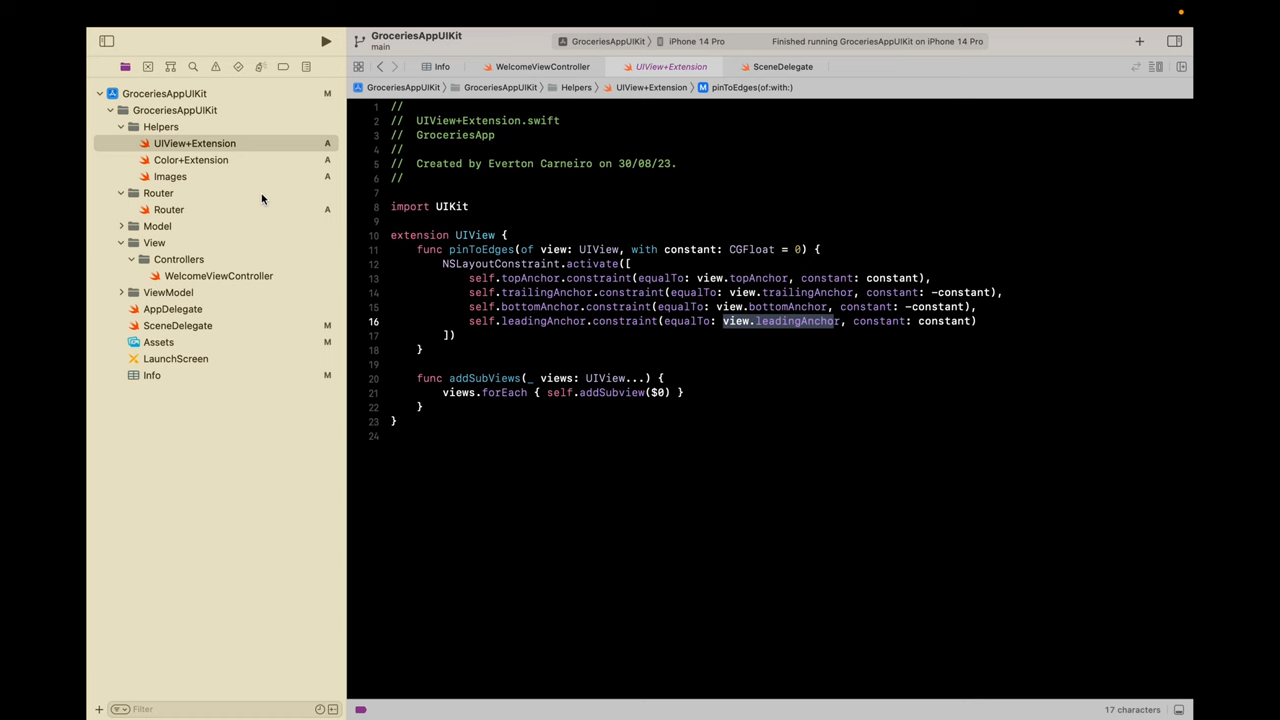 GroceriesAppUIKit
main
GroceriesAppUIKit
iPhone 14 Pro
Finished running GroceriesAppUIKit on iPhone 14 Pro
Info
WelcomeViewController
UIView+Extension
SceneDelegate
GroceriesAppUIKit
GroceriesAppUIKit
Helpers
UIView+Extension
M
pinToEdges(of:with:)
GroceriesAppUIKit M
GroceriesAppUIKit
Helpers
UIView+Extension A
Color+Extension A
Images A
Router
Router A
Model
View
Controllers
WelcomeViewController
ViewModel
AppDelegate
SceneDelegate M
Assets M
LaunchScreen
Info M
Filter
1 //
2 // UIView+Extension.swift
3 // GroceriesApp
4 //
5 // Created by Everton Carneiro on 30/08/23.
6 //
7
8 import UIKit
9
10 extension UIView {
11 func pinToEdges(of view: UIView, with constant: CGFloat = 0) {
12 NSLayoutConstraint.activate([
13 self.topAnchor.constraint(equalTo: view.topAnchor, constant: constant),
14 self.trailingAnchor.constraint(equalTo: view.trailingAnchor, constant: -constant),
15 self.bottomAnchor.constraint(equalTo: view.bottomAnchor, constant: -constant),
16 self.leadingAnchor.constraint(equalTo: view.leadingAnchor, constant: constant)
17 ])
18 }
19
20 func addSubViews(_ views: UIView...) {
21 views.forEach { self.addSubview($0) }
22 }
23 }
24
17 characters